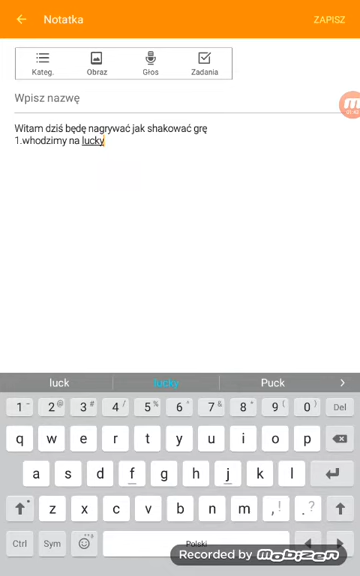 Notatka ZAPISZ
Kateg. Obraz Głos Zadania
Wpisz nazwę
Witam dziś będę nagrywać jak shakować grę
1.whodzimy na lucky
luck lucky Puck
1 2 3 4 5 6 7 8 9 0 Del
q w e r t y u i o p
a s d f g h j k l
z x c v b n m , ! . ?
Ctrl Sym Polski
Recorded by Mobizen